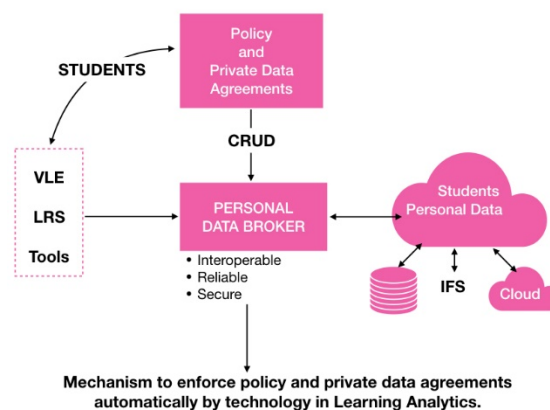 Policy
and
Private Data
Agreements
STUDENTS
CRUD
VLE
LRS
Tools
PERSONAL
DATA BROKER
• Interoperable
• Reliable
• Secure
Students
Personal Data
IFS
Cloud
Mechanism to enforce policy and private data agreements
automatically by technology in Learning Analytics.